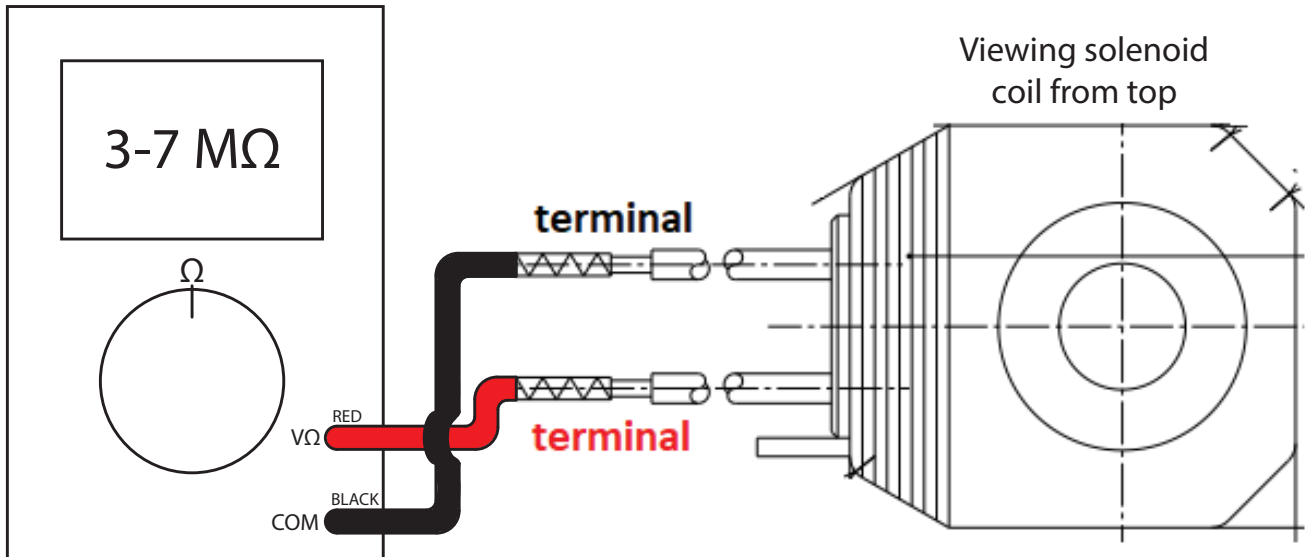 Viewing solenoid
coil from top
3-7 MΩ
Ω
terminal
RED
VΩ
terminal
BLACK
COM